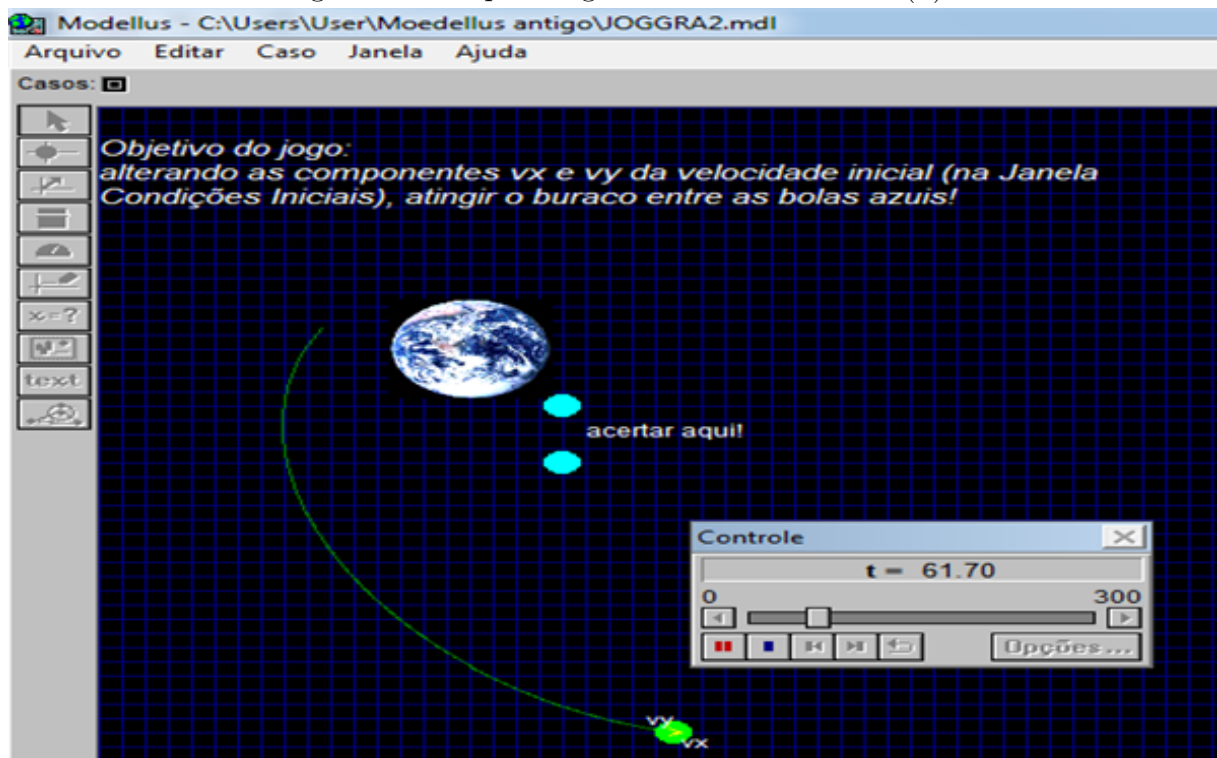 Modellus - C:\Users\User\Moedellus antigo\JOGGRA2.mdl
Arquivo Editar Caso Janela Ajuda
Casos:
Objetivo do jogo:
alterando as componentes vx e vy da velocidade inicial (na Janela
Condições Iniciais), atingir o buraco entre as bolas azuis!
x=?
text
acertar aqui!
Controle
t = 61.70
0 300
Opções...
vy
vx